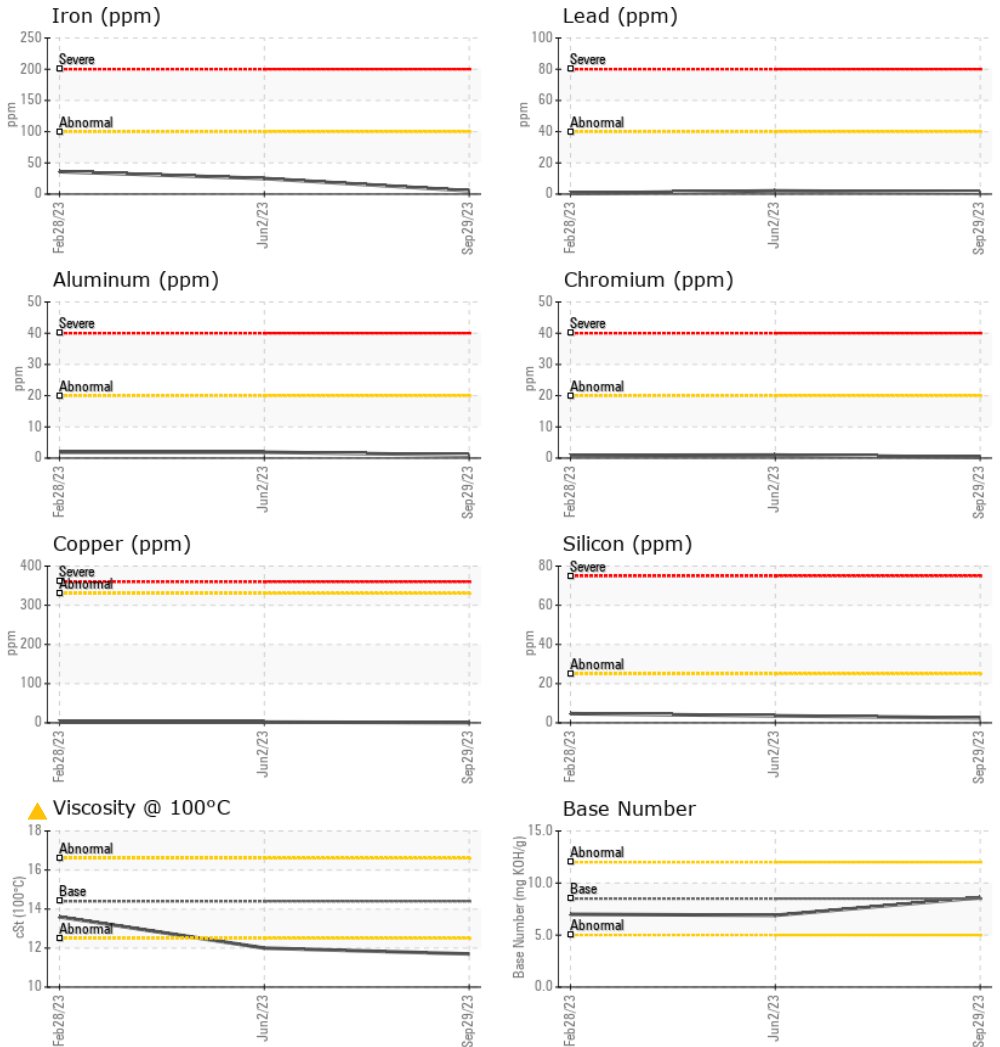 Iron (ppm)
250
200
150
100
50
0
ppm
Severe
Abnormal
Feb28/23
Jun2/23
Sep29/23
Lead (ppm)
100
80
60
40
20
0
ppm
Severe
Abnormal
Feb28/23
Jun2/23
Sep29/23
Aluminum (ppm)
50
40
30
20
10
0
ppm
Severe
Abnormal
Feb28/23
Jun2/23
Sep29/23
Chromium (ppm)
50
40
30
20
10
0
ppm
Severe
Abnormal
Feb28/23
Jun2/23
Sep29/23
Copper (ppm)
400
300
200
100
0
ppm
Severe
Abnormal
Feb28/23
Jun2/23
Sep29/23
Silicon (ppm)
80
60
40
20
0
ppm
Severe
Abnormal
Feb28/23
Jun2/23
Sep29/23
Viscosity @ 100°C
18
16
14
12
10
cSt (100°C)
Abnormal
Base
Abnormal
Feb28/23
Jun2/23
Sep29/23
Base Number
15.0
10.0
5.0
0.0
Base Number (mg KOH/g)
Abnormal
Base
Abnormal
Feb28/23
Jun2/23
Sep29/23